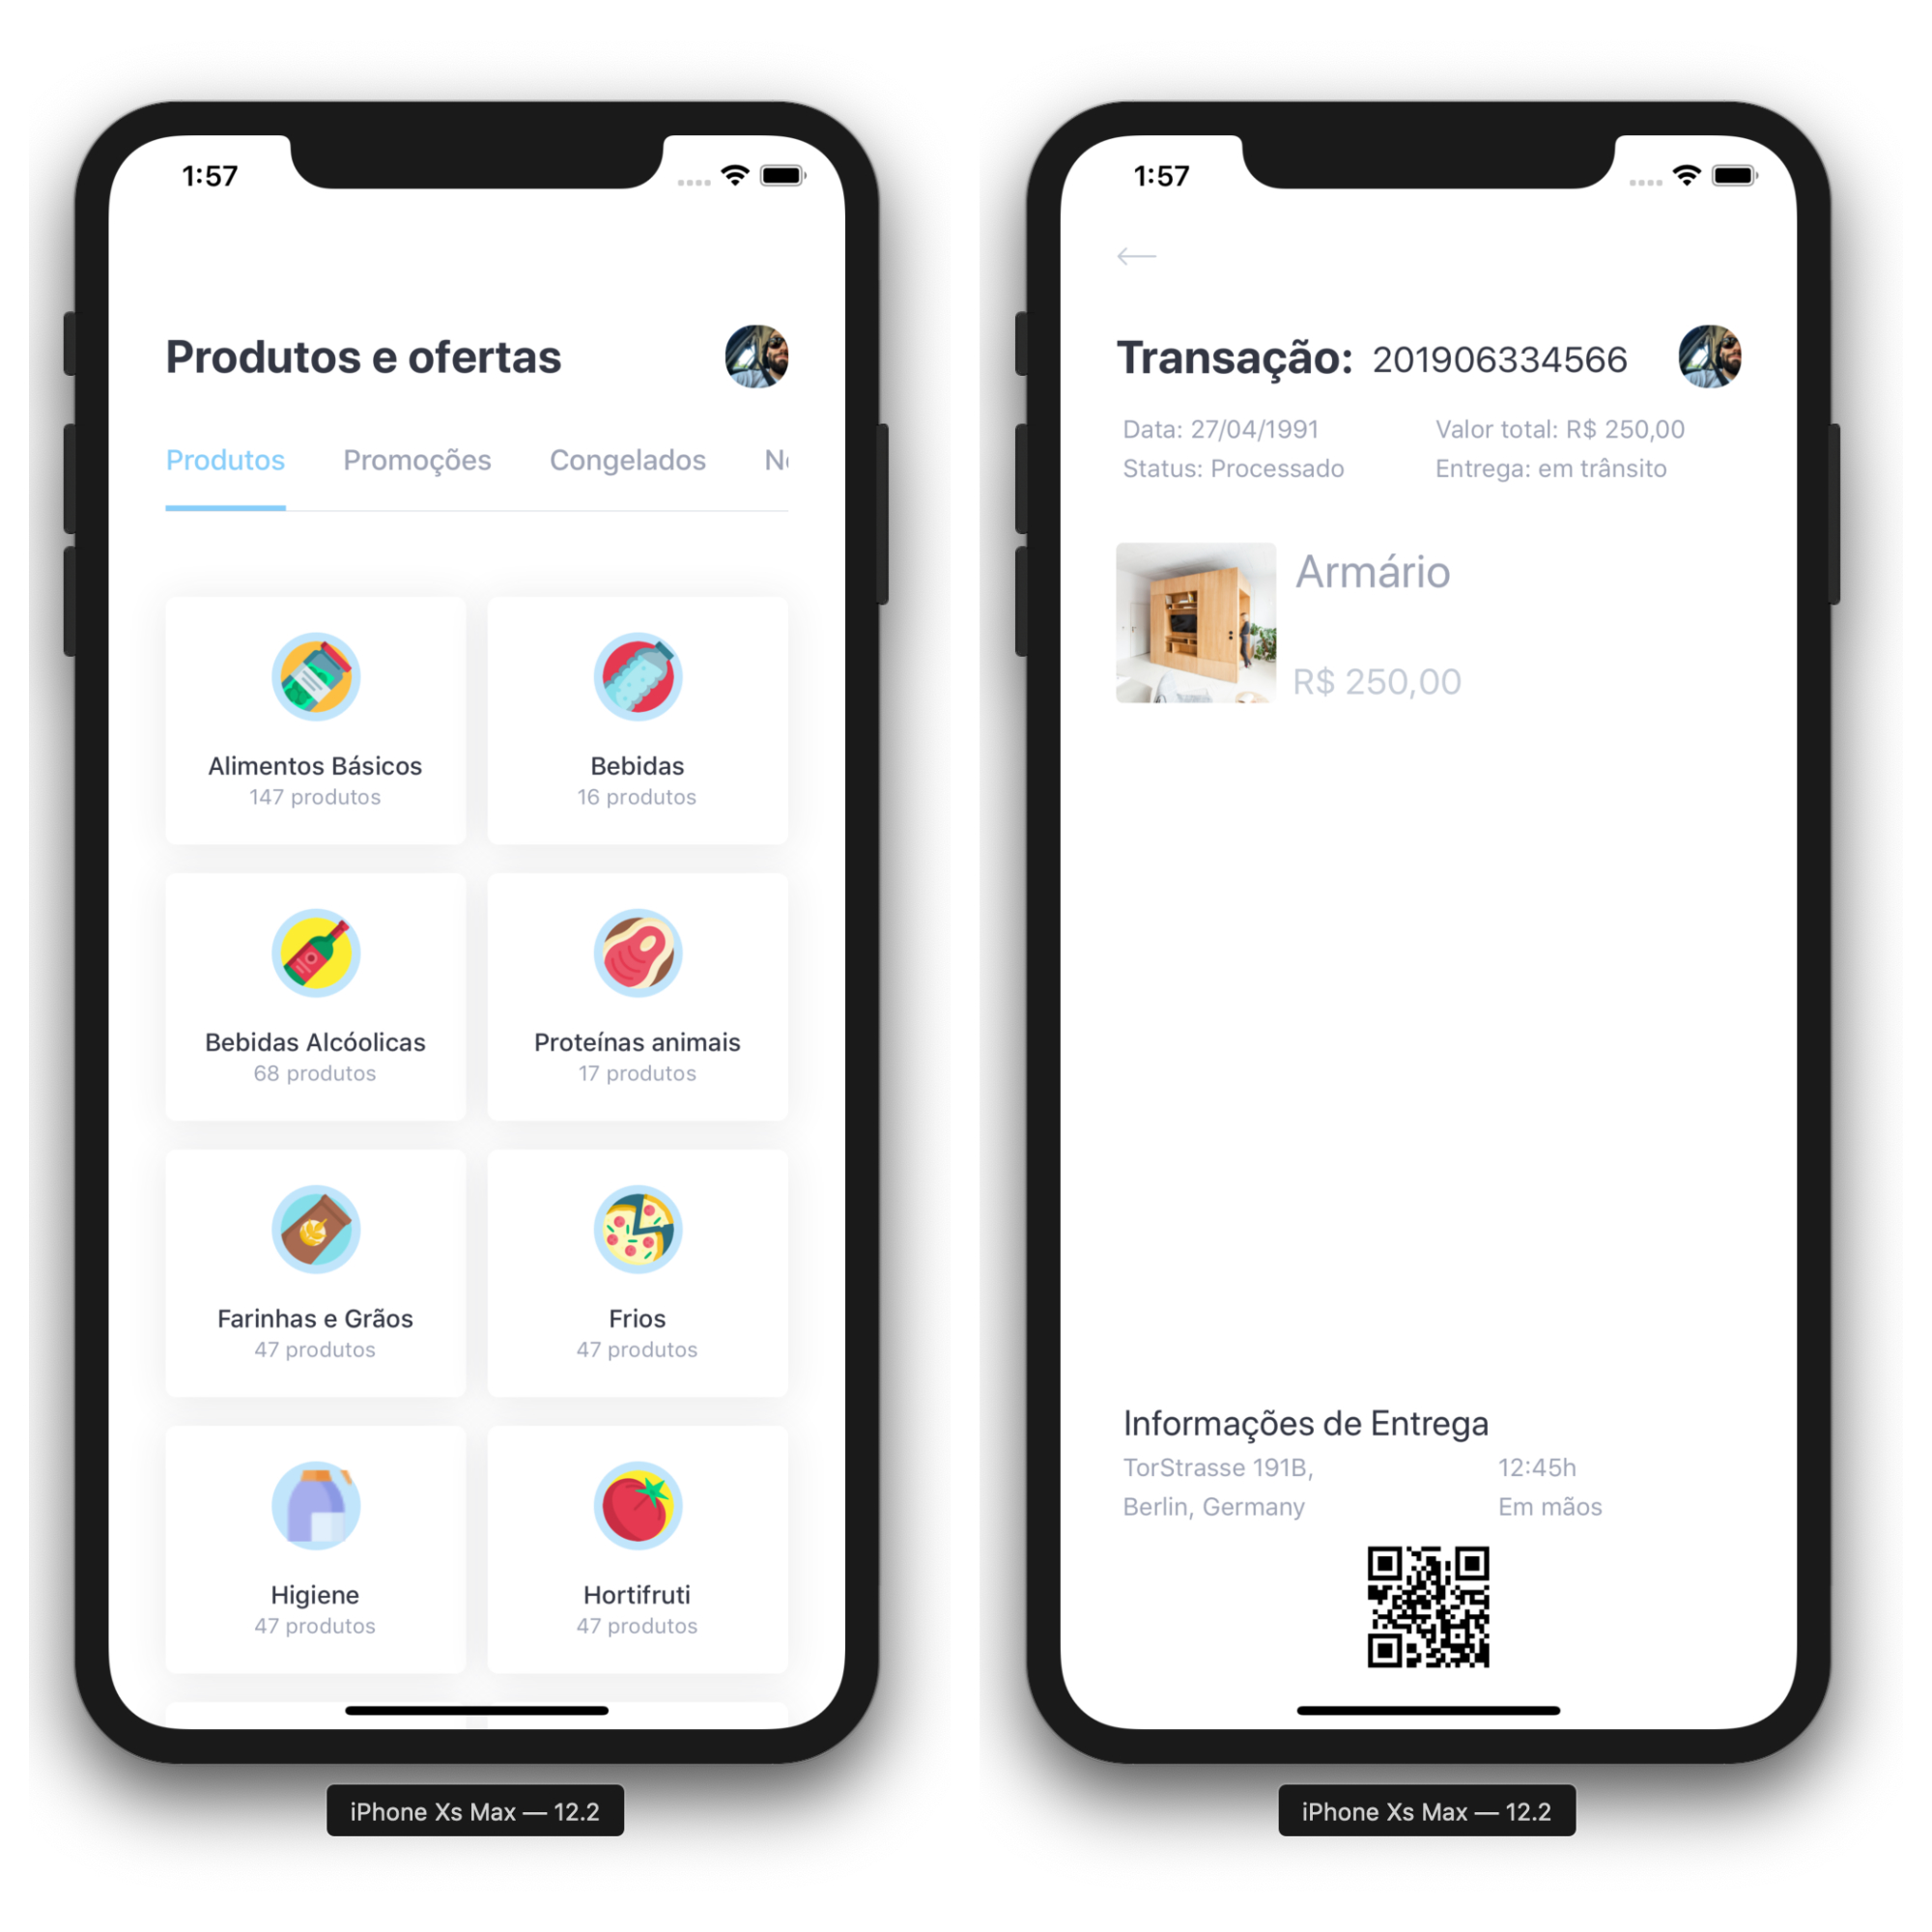 1:57
Produtos e ofertas
Produtos Promoções Congelados
Alimentos Básicos
147 produtos
Bebidas
16 produtos
Bebidas Alcóolicas
68 produtos
Proteínas animais
17 produtos
Farinhas e Grãos
47 produtos
Frios
47 produtos
Higiene
47 produtos
Hortifruti
47 produtos
iPhone Xs Max — 12.2
1:57
Transação: 201906334566
Data: 27/04/1991 Valor total: R$ 250,00
Status: Processado Entrega: em trânsito
Armário
R$ 250,00
Informações de Entrega
TorStrasse 191B, 12:45h
Berlin, Germany Em mãos
iPhone Xs Max — 12.2